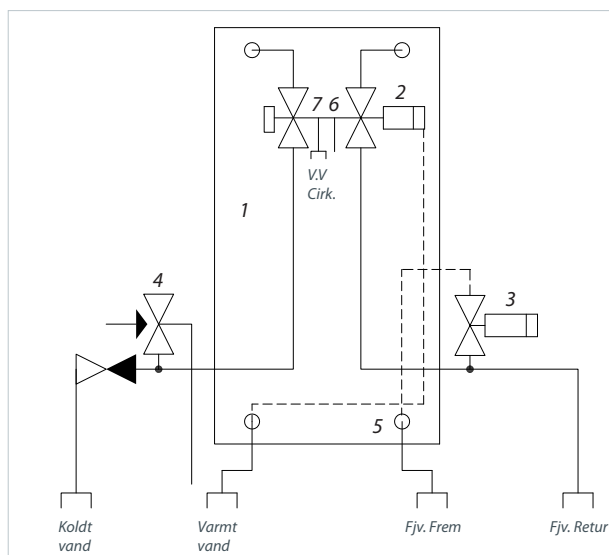 7 6
2
V.V
Cirk.
1
4
3
5
Koldt
vand
Varmt
vand
Fjv. Frem
Fjv. Retur